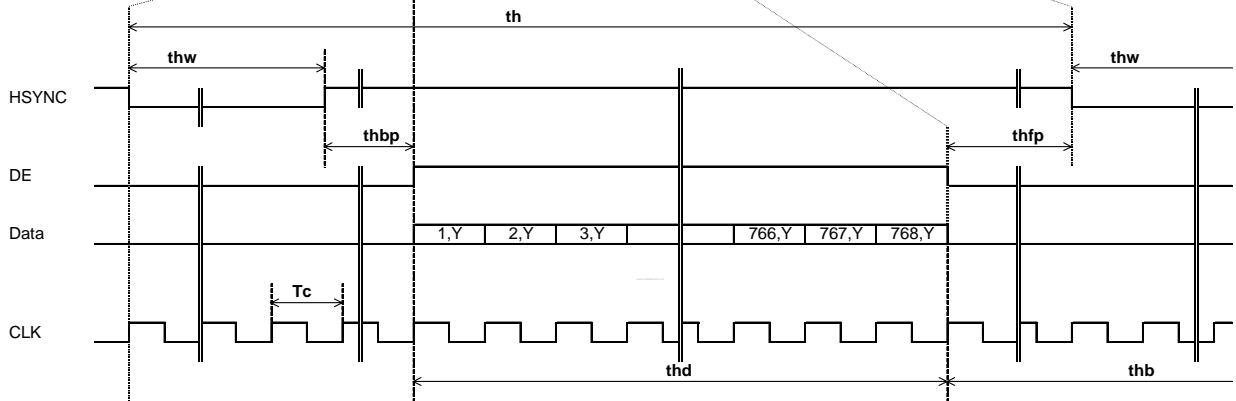 th
thw thw
HSYNC
thbp thfp
DE
Data 1,Y 2,Y 3,Y 766,Y 767,Y 768,Y
Tc
CLK
thd thb